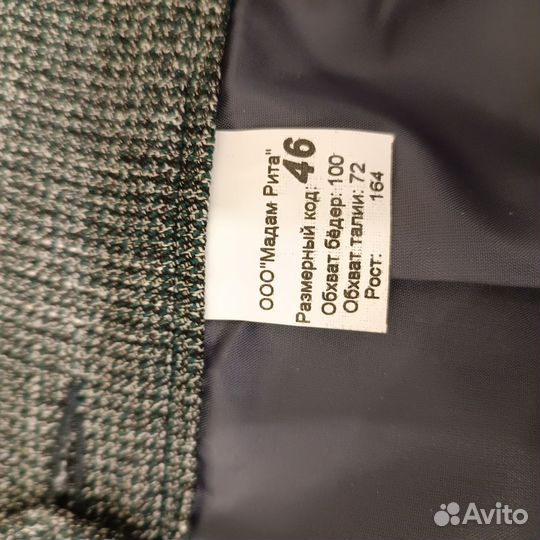 ООО"Мадам Рита"
Размерный код: 46
Обхват бёдер: 100
Обхват талии: 72
Рост: 164
Avito